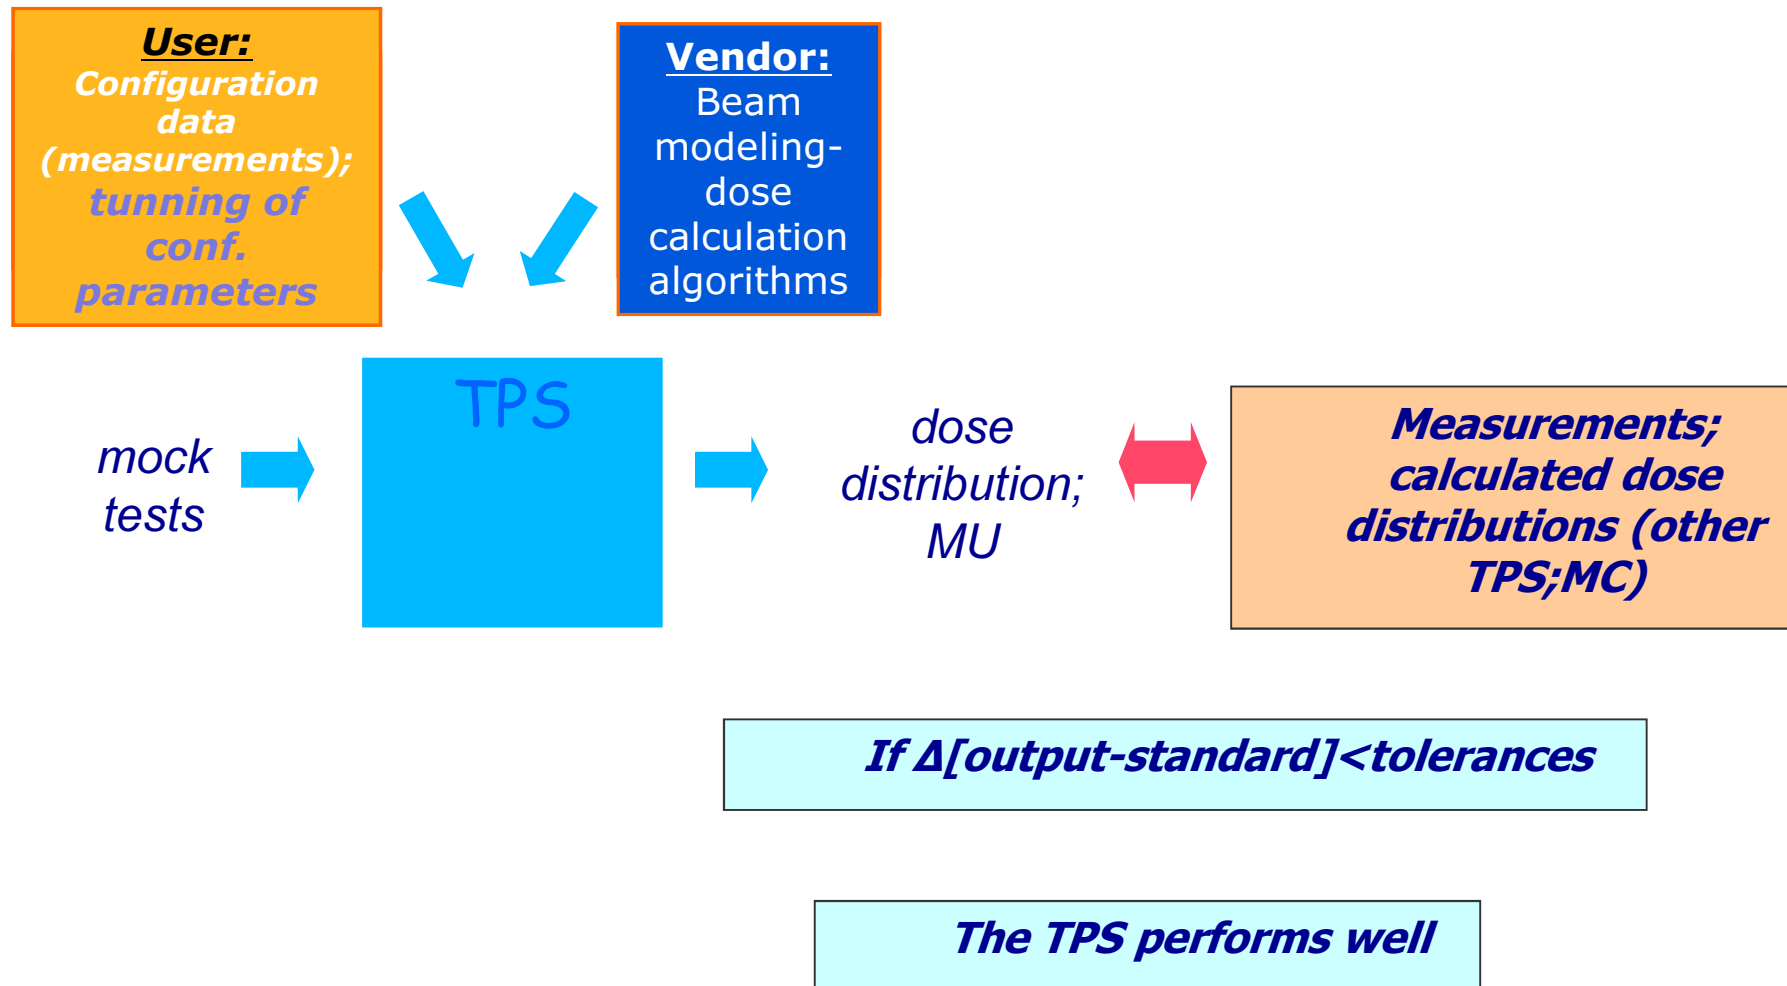 User:
Configuration
data
(measurements);
tunning of
conf.
parameters
Vendor:
Beam
modeling-
dose
calculation
algorithms
TPS
mock
tests
dose
distribution;
MU
Measurements;
calculated dose
distributions (other
TPS;MC)
If Δ[output-standard]<tolerances
The TPS performs well